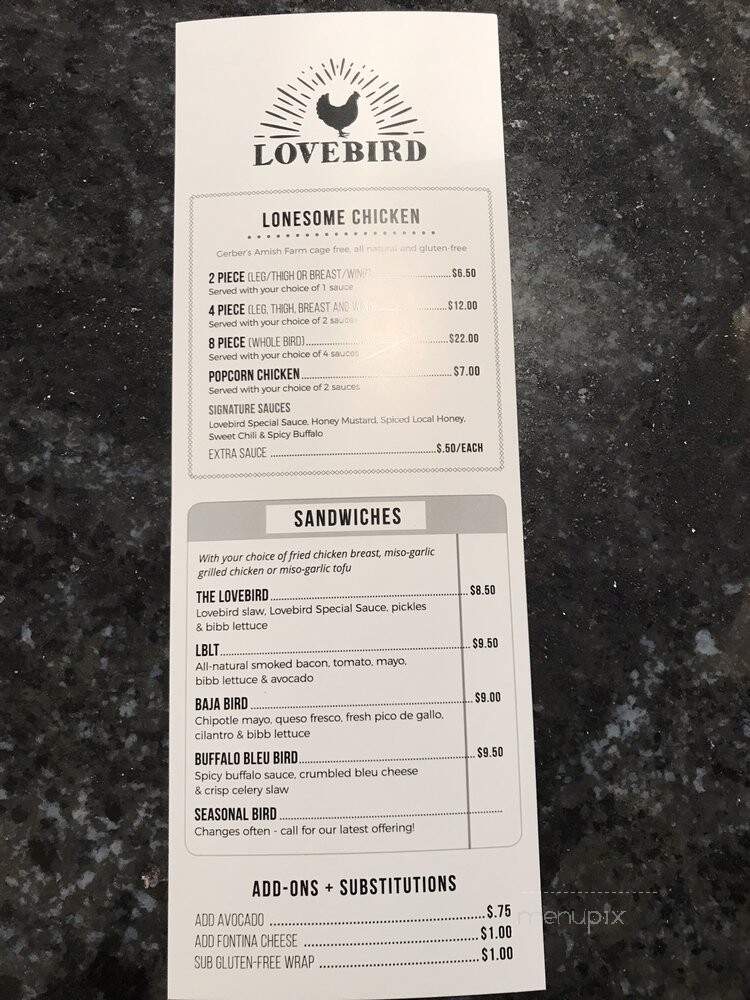 LOVEBIRD
LONESOME CHICKEN
Gerber's Amish Farm cage free, all natural and gluten-free
2 PIECE (LEG/THIGH OR BREAST/WING) $6.50
Served with your choice of 1 sauce
4 PIECE (LEG, THIGH, BREAST AND $12.00
Served with your choice of 2 sauces
8 PIECE (WHOLE BIRD) $22.00
Served with your choice of 4 sauces
POPCORN CHICKEN $7.00
Served with your choice of 2 sauces
SIGNATURE SAUCES
Lovebird Special Sauce, Honey Mustard, Spiced Local Honey,
Sweet Chili & Spicy Buffalo
EXTRA SAUCE $.50/EACH
SANDWICHES
With your choice of fried chicken breast, miso-garlic
grilled chicken or miso-garlic tofu
THE LOVEBIRD $8.50
Lovebird slaw, Lovebird Special Sauce, pickles
& bibb lettuce
LBLT $9.50
All-natural smoked bacon, tomato, mayo,
bibb lettuce & avocado
BAJA BIRD $9.00
Chipotle mayo, queso fresco, fresh pico de gallo,
cilantro & bibb lettuce
BUFFALO BLEU BIRD $9.50
Spicy buffalo sauce, crumbled bleu cheese
& crisp celery slaw
SEASONAL BIRD
Changes often - call for our latest offering!
ADD-ONS + SUBSTITUTIONS
ADD AVOCADO $.75
ADD FONTINA CHEESE $1.00
SUB GLUTEN-FREE WRAP $1.00
menupix